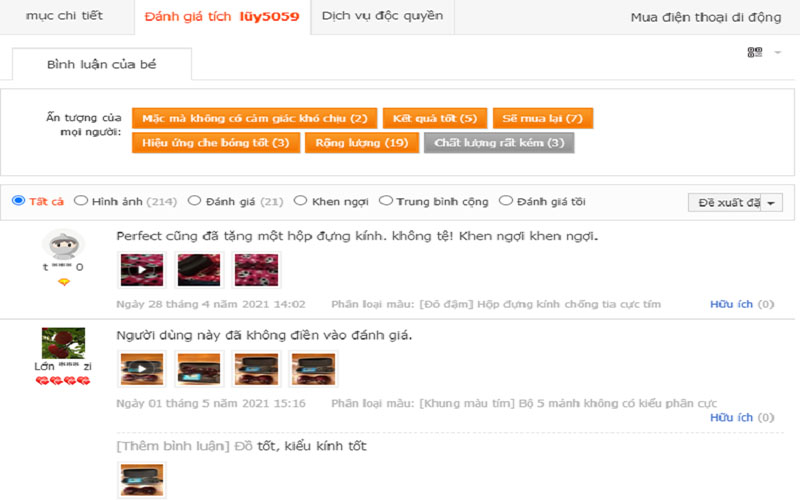 mục chi tiết
Đánh giá tích lũy5059
Dịch vụ độc quyền
Mua điện thoại di động
Bình luận của bé
Ấn tượng của
mọi người:
Mặc mà không có cảm giác khó chịu (2)
Kết quả tốt (5)
Sẽ mua lại (7)
Hiệu ứng che bóng tốt (3)
Rộng lượng (19)
Chất lượng rất kém (3)
Tất cả
Hình ảnh (214)
Đánh giá (21)
Khen ngợi
Trung bình cộng
Đánh giá tồi
Đề xuất đã
Perfect cũng đã tặng một hộp đựng kính. không tệ! Khen ngợi khen ngợi.
t *** 0
Ngày 28 tháng 4 năm 2021 14:02
Phân loại màu: [Đỏ đậm] Hộp đựng kính chống tia cực tím
Hữu ích (0)
Người dùng này đã không điền vào đánh giá.
Lớn *** zi
Ngày 01 tháng 5 năm 2021 15:16
Phân loại màu: [Khung màu tím] Bộ 5 mảnh không có kiểu phân cực
Hữu ích (0)
[Thêm bình luận] Đồ tốt, kiểu kính tốt